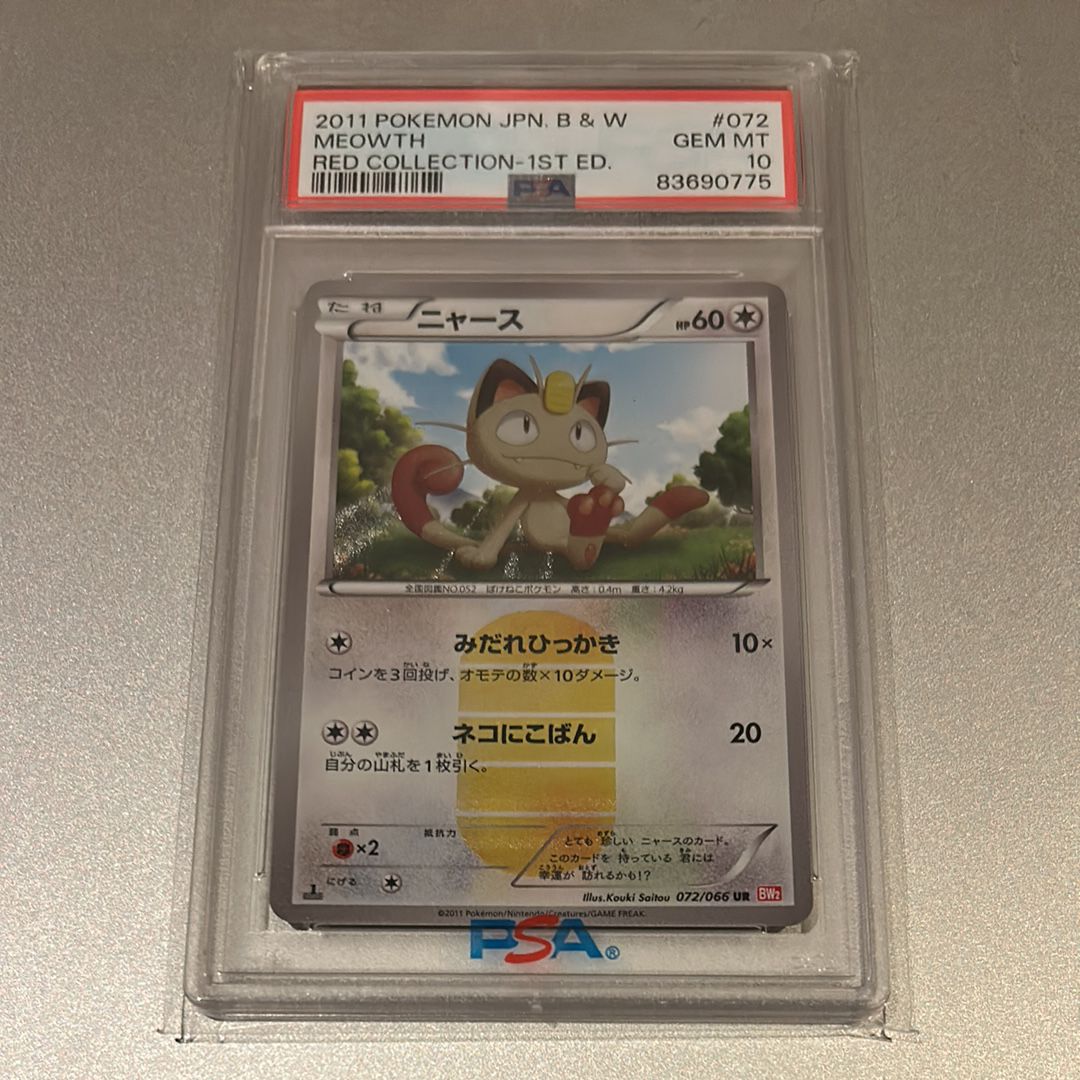 2011 POKEMON JPN. B & W #072
MEOWTH GEM MT
RED COLLECTION-1ST ED. 10
PSA 83690775
たね ニャース HP60
全国図鑑NO.052 ばけねこポケモン 高さ:0.4m 重さ:4.2kg
みだれひっかき 10×
コインを3回投げ、オモテの数×10ダメージ。
ネコにこばん 20
自分の山札を1枚引く。
弱点 抵抗力
×2
とても珍しい ニャースのカード。
このカードを 持っている 君には
幸運が 訪れるかも!?
にげる
1
Illus.Kouki Saitou 072/066 UR BW2
©2011 Pokémon/Nintendo/Creatures/GAME FREAK.
PSA®